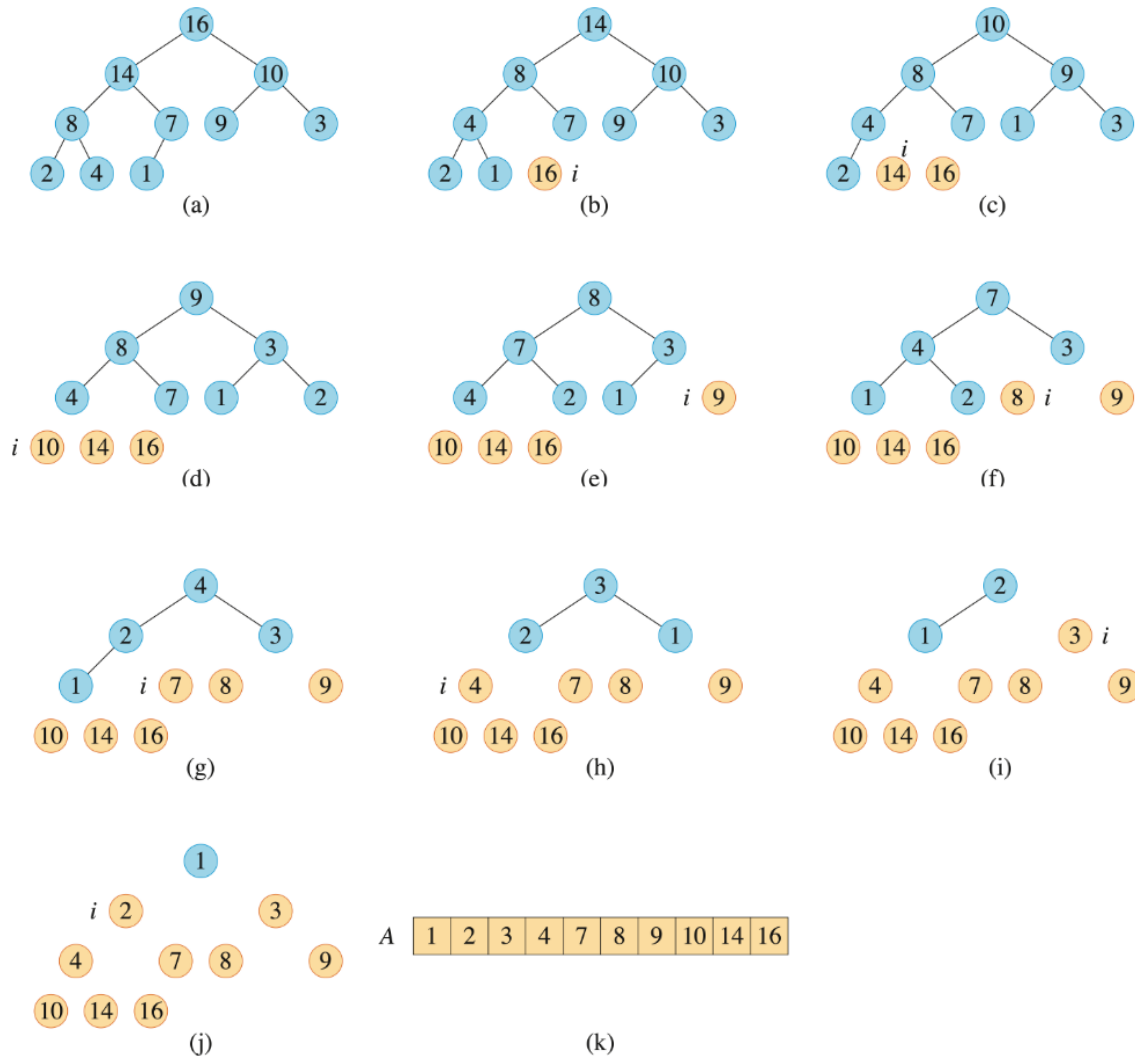 16
14 10
8 7 9 3
2 4 1
(a)
14
8 10
4 7 9 3
2 1 16 i
(b)
10
8 9
4 7 1 3
i
2 14 16
(c)
9
8 3
4 7 1 2
i 10 14 16
(d)
8
7 3
4 2 1 i 9
10 14 16
(e)
7
4 3
1 2 8 i 9
10 14 16
(f)
4
2 3
1 i 7 8 9
10 14 16
(g)
3
2 1
i 4 7 8 9
10 14 16
(h)
2
1 3 i
4 7 8 9
10 14 16
(i)
1
i 2 3
4 7 8 9
10 14 16
(j)
A 1 2 3 4 7 8 9 10 14 16
(k)